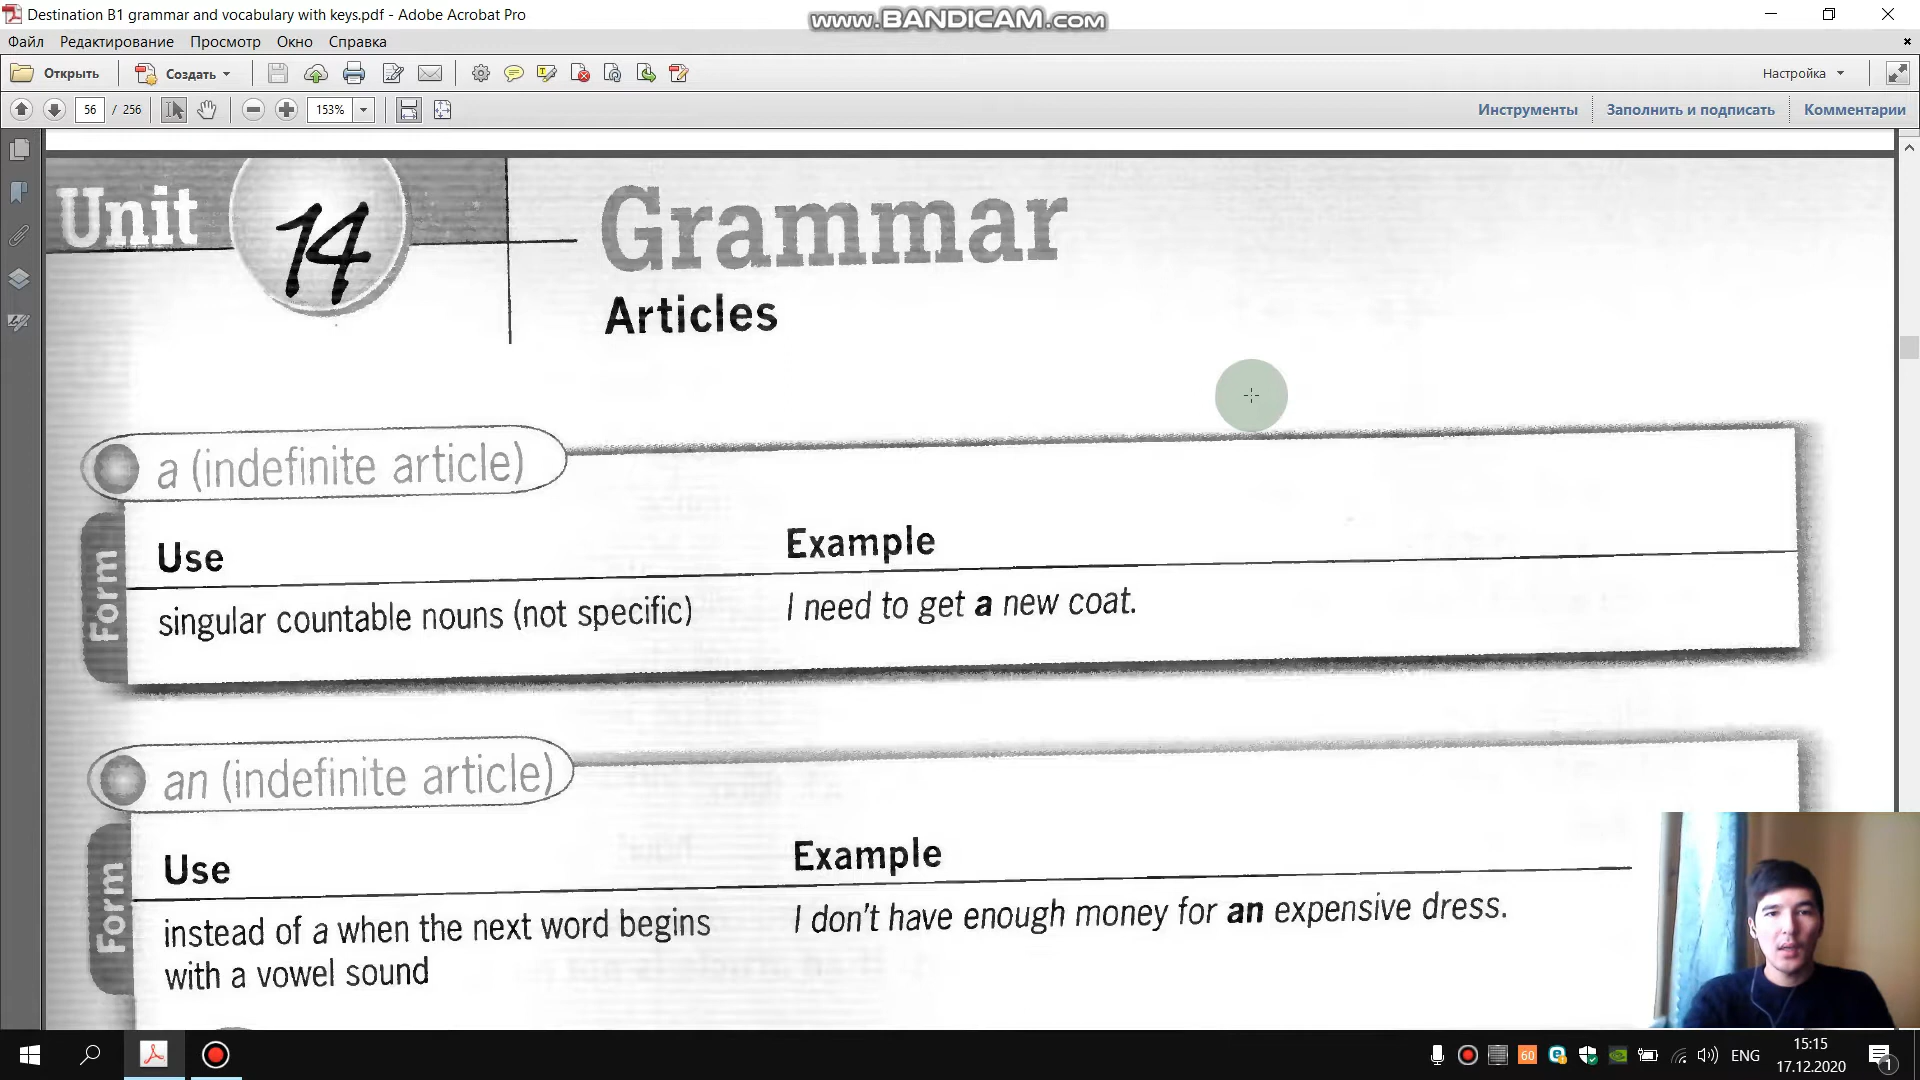 Destination B1 grammar and vocabulary with keys.pdf - Adobe Acrobat Pro
www.BANDICAM.com
Файл Редактирование Просмотр Окно Справка
Открыть Создать Настройка
56 / 256 153% Инструменты Заполнить и подписать Комментарии
Unit 14 Grammar
Articles
a (indefinite article)
Form
Use Example
singular countable nouns (not specific) I need to get a new coat.
an (indefinite article)
Form
Use Example
instead of a when the next word begins I don't have enough money for an expensive dress.
with a vowel sound
60 ENG 15:15
17.12.2020
1